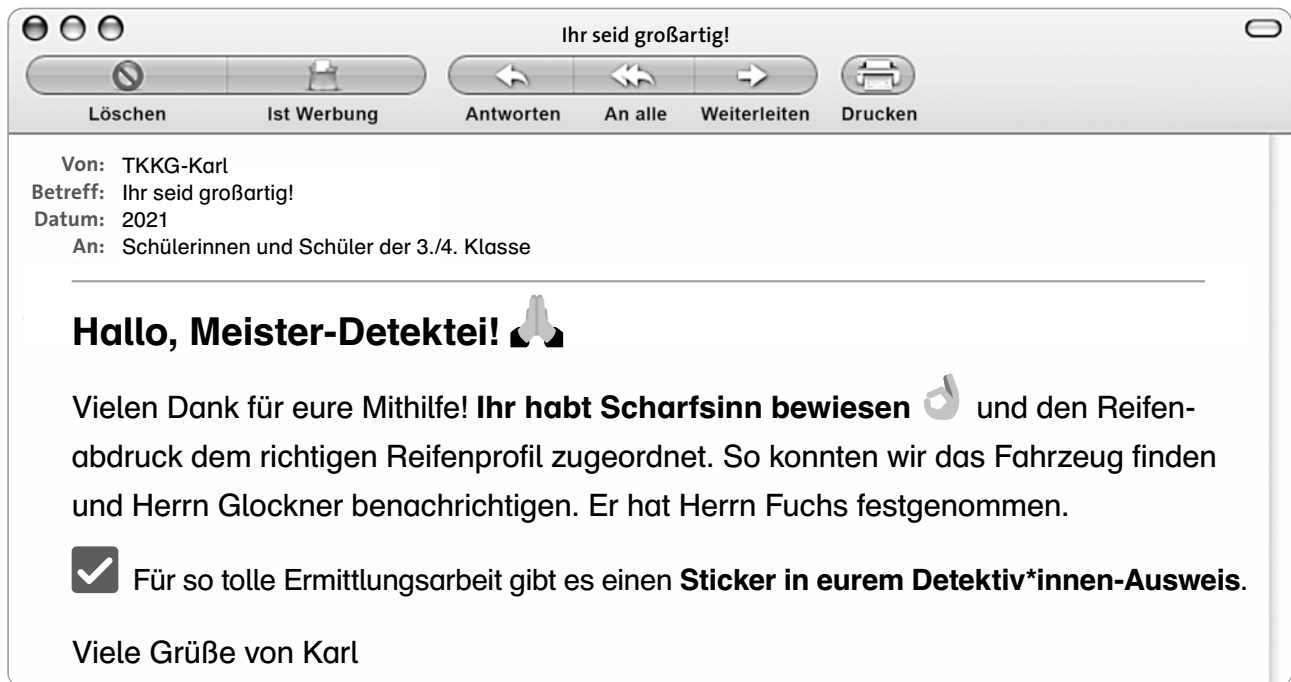 Ihr seid großartig!
Löschen Ist Werbung Antworten An alle Weiterleiten Drucken
Von: TKKG-Karl
Betreff: Ihr seid großartig!
Datum: 2021
An: Schülerinnen und Schüler der 3./4. Klasse
Hallo, Meister-Detektei!
Vielen Dank für eure Mithilfe! Ihr habt Scharfsinn bewiesen und den Reifen-
abdruck dem richtigen Reifenprofil zugeordnet. So konnten wir das Fahrzeug finden
und Herrn Glockner benachrichtigen. Er hat Herrn Fuchs festgenommen.
Für so tolle Ermittlungsarbeit gibt es einen Sticker in eurem Detektiv*innen-Ausweis.
Viele Grüße von Karl